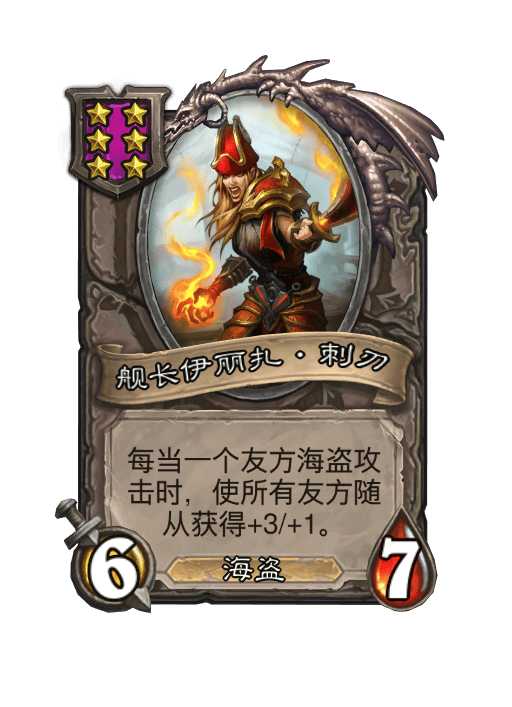 舰长伊丽扎·刺刃
每当一个友方海盗攻
击时，使所有友方随
从获得+3/+1。
海盗
6
7